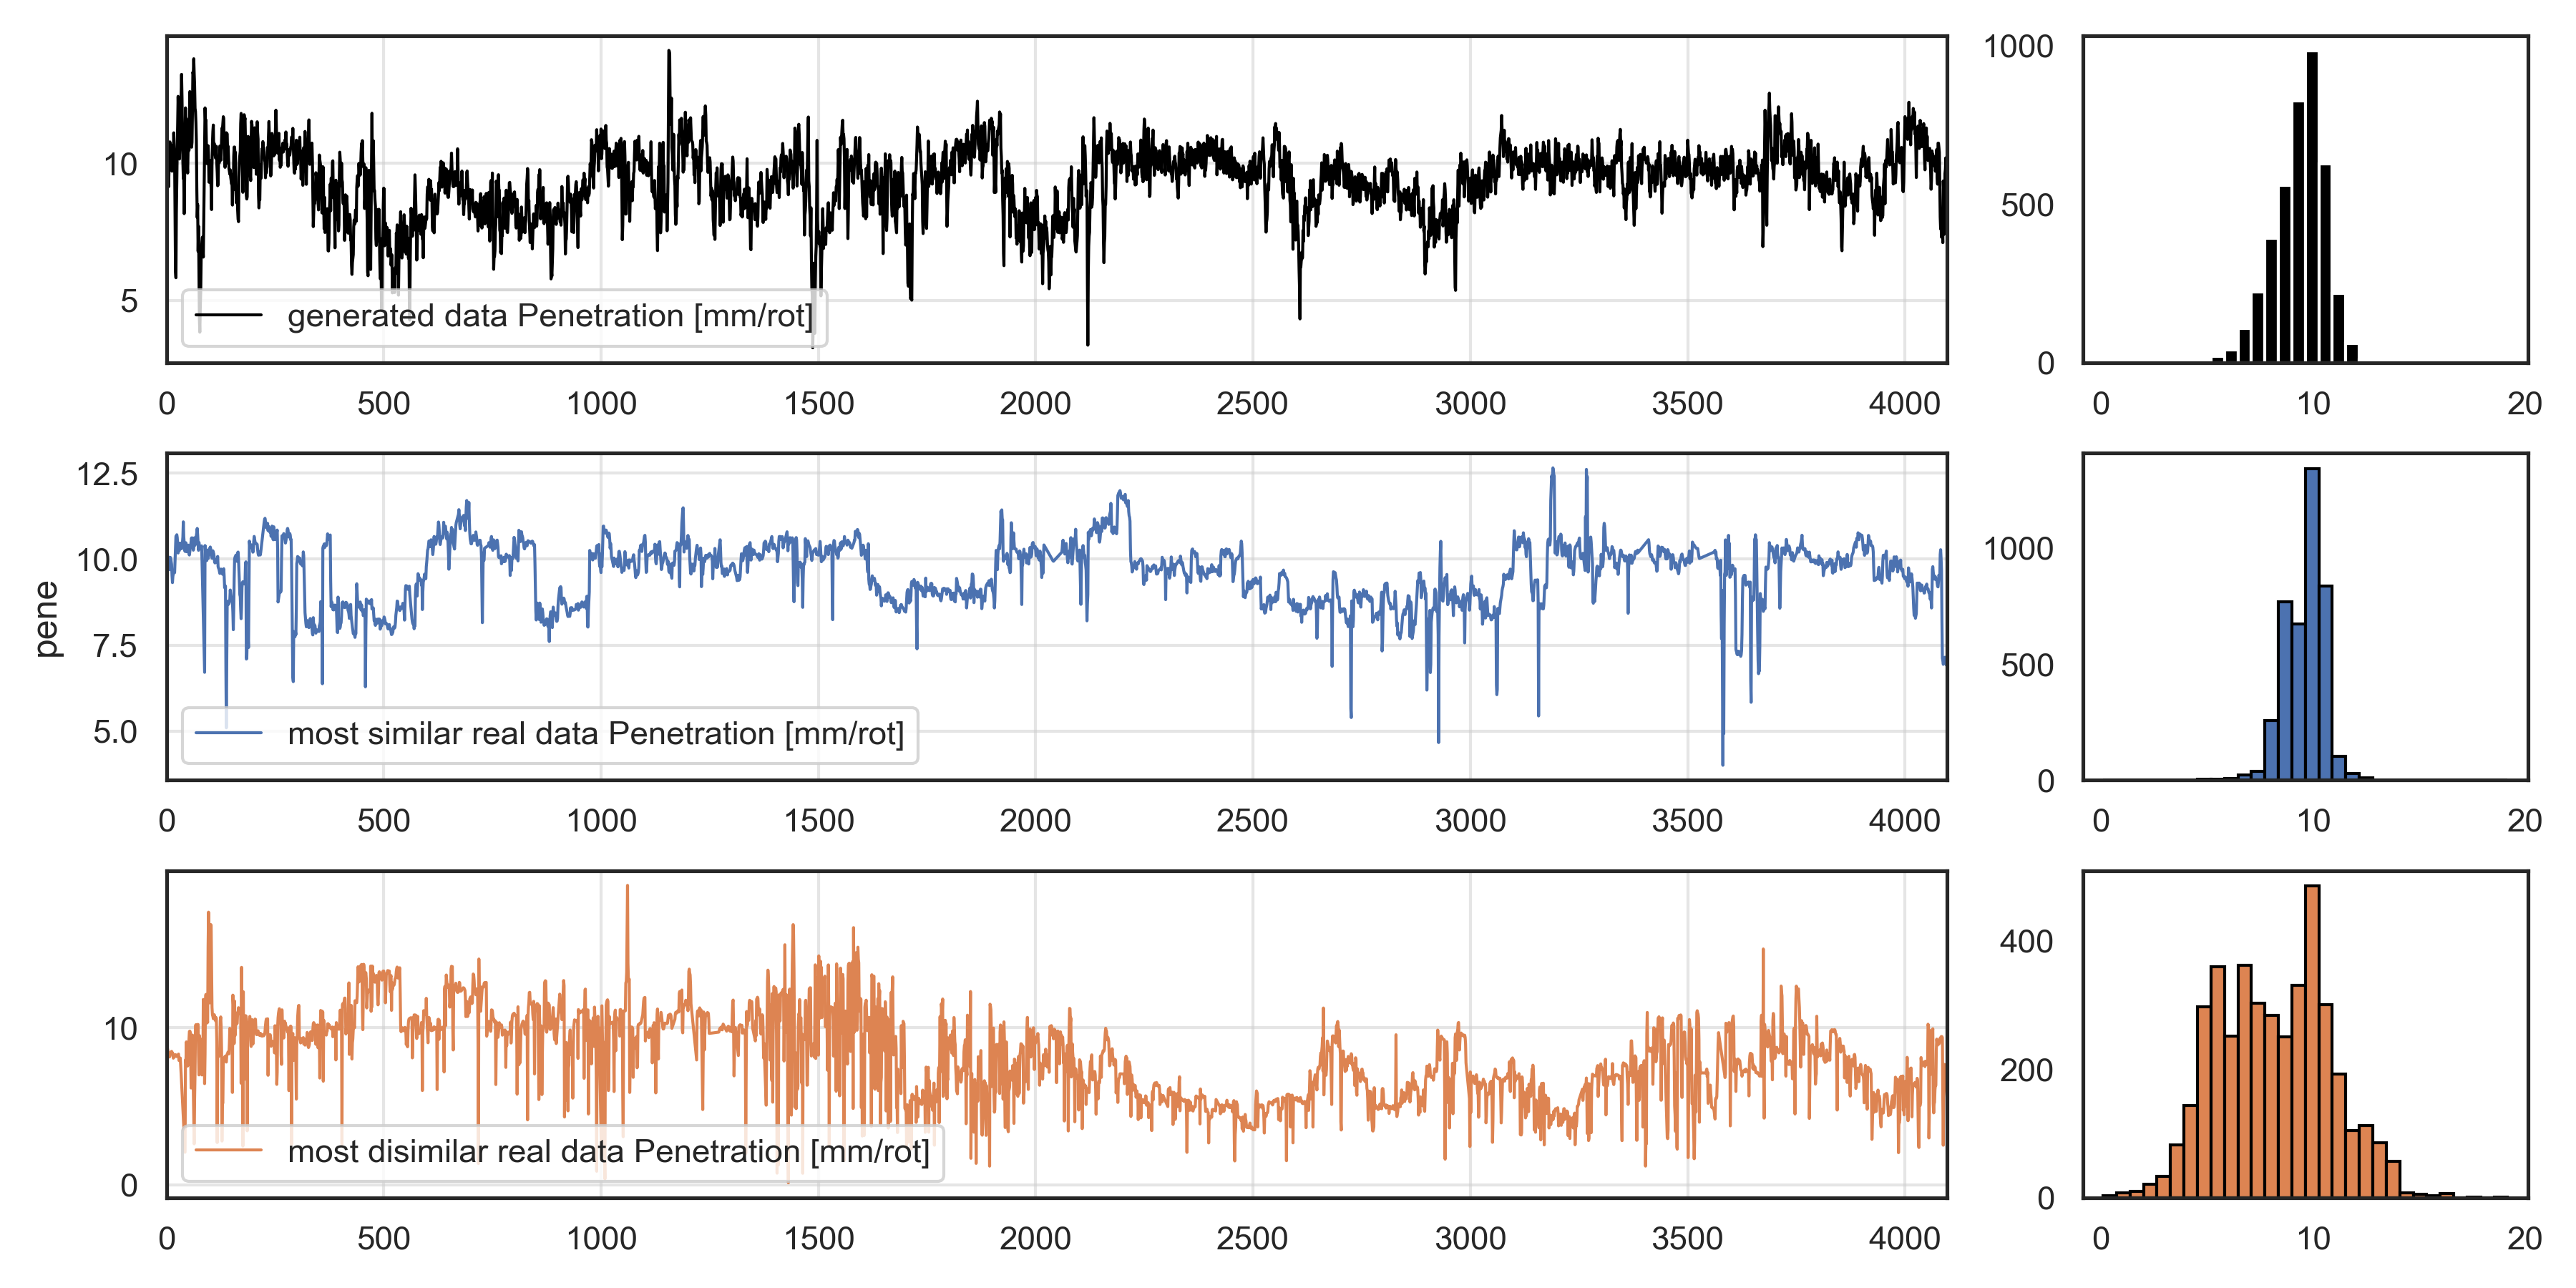 10
5
generated data Penetration [mm/rot]
0 500 1000 1500 2000 2500 3000 3500 4000
1000
500
0
0 10 20
pene
12.5
10.0
7.5
5.0
most similar real data Penetration [mm/rot]
0 500 1000 1500 2000 2500 3000 3500 4000
1000
500
0
0 10 20
10
0
most disimilar real data Penetration [mm/rot]
0 500 1000 1500 2000 2500 3000 3500 4000
400
200
0
0 10 20